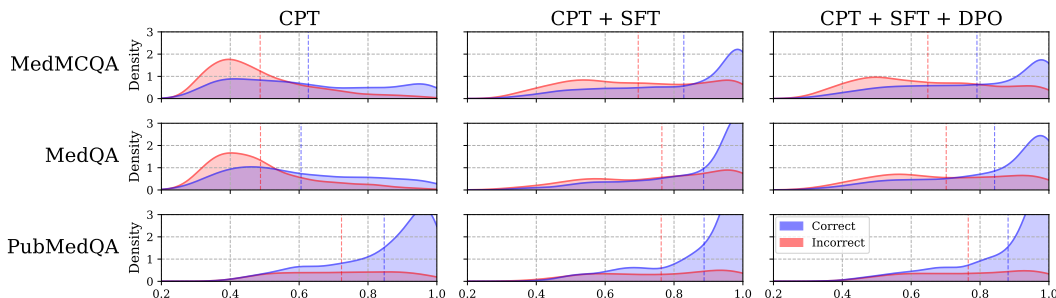 CPT
CPT + SFT
CPT + SFT + DPO
MedMCQA
Density
3
2
1
0
MedQA
Density
3
2
1
0
PubMedQA
Density
3
2
1
0
Correct
Incorrect
0.2 0.4 0.6 0.8 1.0
0.2 0.4 0.6 0.8 1.0
0.2 0.4 0.6 0.8 1.0